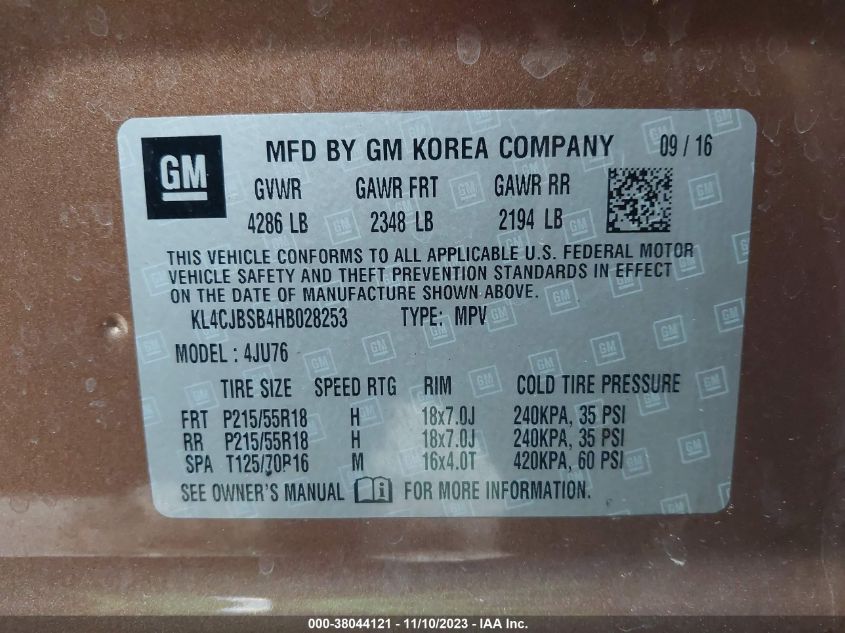 GM MFD BY GM KOREA COMPANY 09 / 16
GVWR GAWR FRT GAWR RR
4286 LB 2348 LB 2194 LB
THIS VEHICLE CONFORMS TO ALL APPLICABLE U.S. FEDERAL MOTOR
VEHICLE SAFETY AND THEFT PREVENTION STANDARDS IN EFFECT
ON THE DATE OF MANUFACTURE SHOWN ABOVE.
KL4CJBSB4HB028253 TYPE: MPV
MODEL : 4JU76
TIRE SIZE SPEED RTG RIM COLD TIRE PRESSURE
FRT P215/55R18 H 18x7.0J 240KPA, 35 PSI
RR P215/55R18 H 18x7.0J 240KPA, 35 PSI
SPA T125/70R16 M 16x4.0T 420KPA, 60 PSI
SEE OWNER'S MANUAL i FOR MORE INFORMATION.
000-38044121 - 11/10/2023 - IAA Inc.